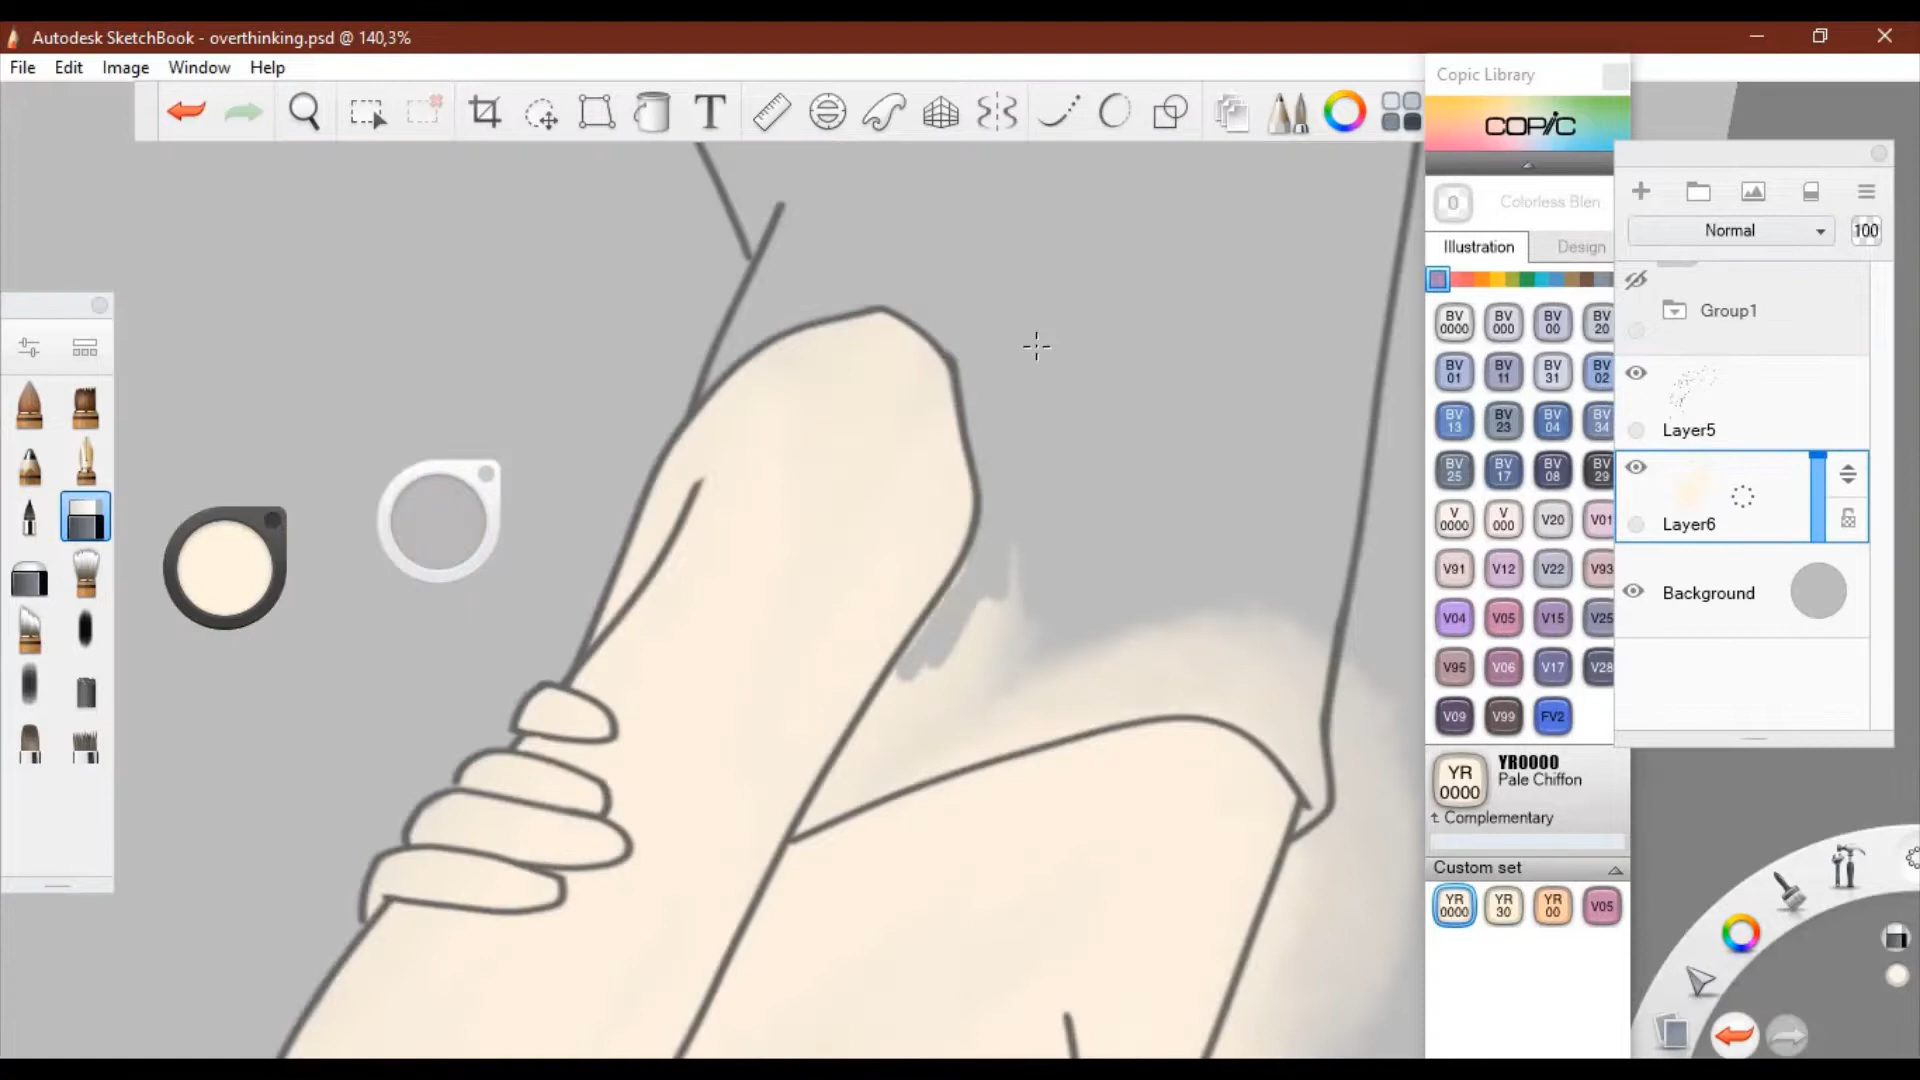 Autodesk SketchBook - overthinking.psd @ 140,3%
File Edit Image Window Help
Copic Library
COPIC
0 Colorless Blen
Illustration Design
BV 0000 BV 000 BV 00 BV 20
BV 01 BV 11 BV 31 BV 02
BV 13 BV 23 BV 04 BV 34
BV 25 BV 17 BV 08 BV 29
V 0000 V 000 V20 V01
V91 V12 V22 V93
V04 V05 V15 V25
V95 V06 V17 V28
V09 V99 FV2
YR 0000 YR0000
Pale Chiffon
Complementary
Custom set
YR 0000 YR 30 YR 00 V05
Normal 100
Group1
Layer5
Layer6
Background
T